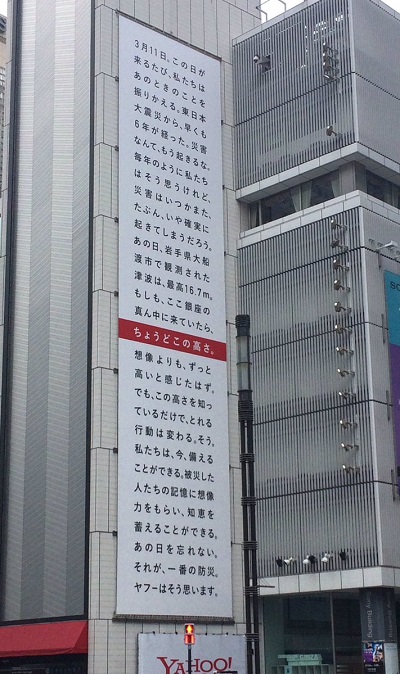 3月11日。この日が
来るたび、私たちは
あのときのことを
振りかえる。東日本
大震災から、早くも
6年が経った。災害
なんて、もう起きるな。
毎年のように私たち
はそう思うけれど、
災害はいつかまた、
たぶん、いや確実に
起きてしまうだろう。
あの日、岩手県大船
渡市で観測された
津波は、最高16.7m。
もしも、ここ銀座の
真ん中に来ていたら、
ちょうどこの高さ。
想像よりも、ずっと
高いと感じたはず。
でも、この高さを知っ
ているだけで、とれる
行動は変わる。そう。
私たちは、今、備える
ことができる。被災した
人たちの記憶に想像
力をもらい、知恵を
蓄えることができる。
あの日を忘れない。
それが、一番の防災。
ヤフーはそう思います。
YAHOO!